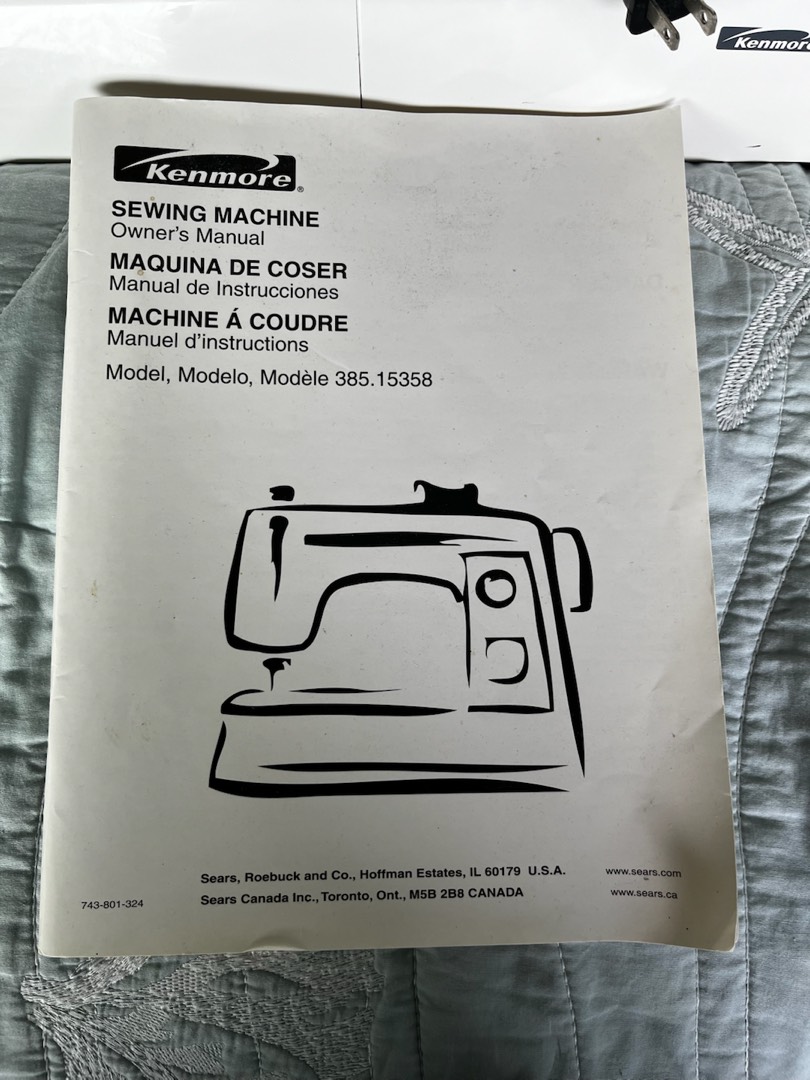 Kenmore
Kenmore®
SEWING MACHINE
Owner's Manual
MAQUINA DE COSER
Manual de Instrucciones
MACHINE Á COUDRE
Manuel d'instructions
Model, Modelo, Modèle 385.15358
Sears, Roebuck and Co., Hoffman Estates, IL 60179 U.S.A. www.sears.com
743-801-324 Sears Canada Inc., Toronto, Ont., M5B 2B8 CANADA www.sears.ca